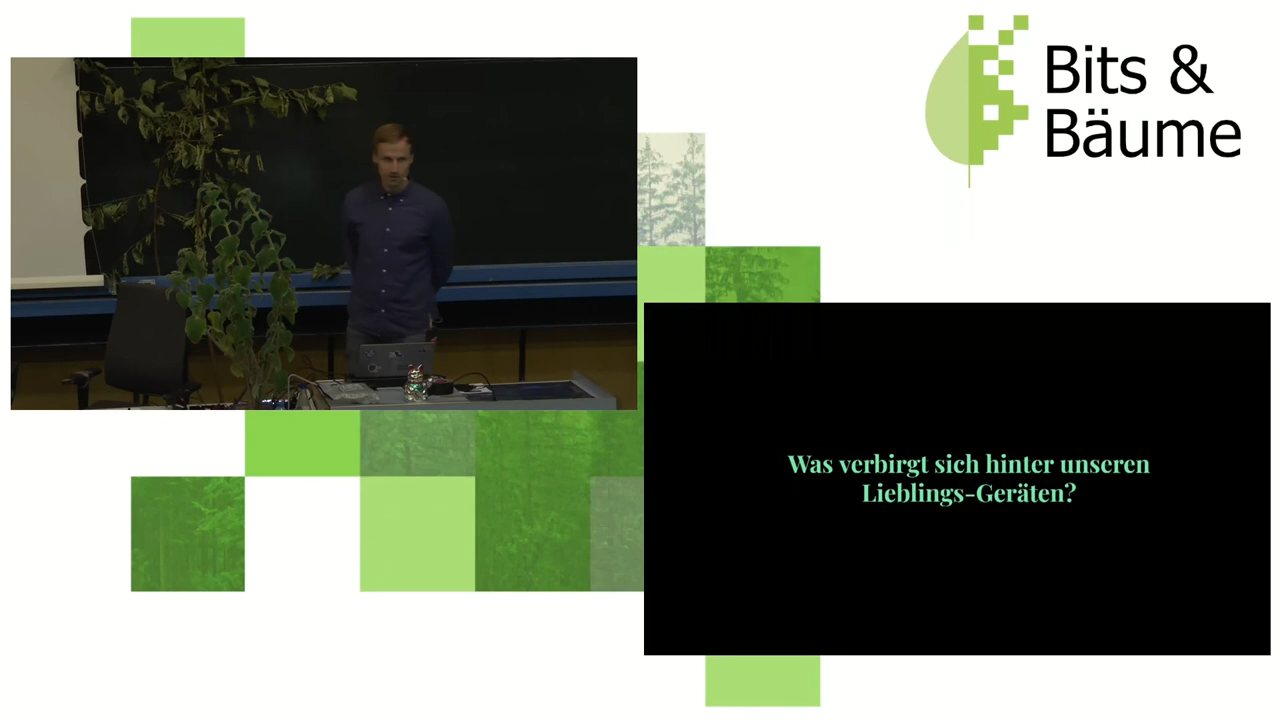 Bits &
Bäume
Was verbirgt sich hinter unseren
Lieblings-Geräten?